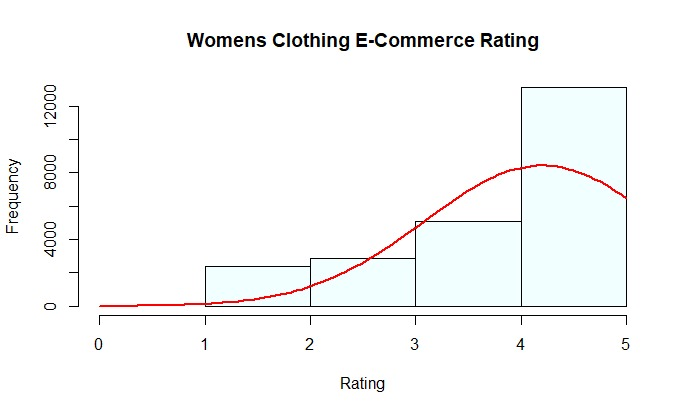 Womens Clothing E-Commerce Rating
Frequency
12000
8000
4000
0
0 1 2 3 4 5
Rating